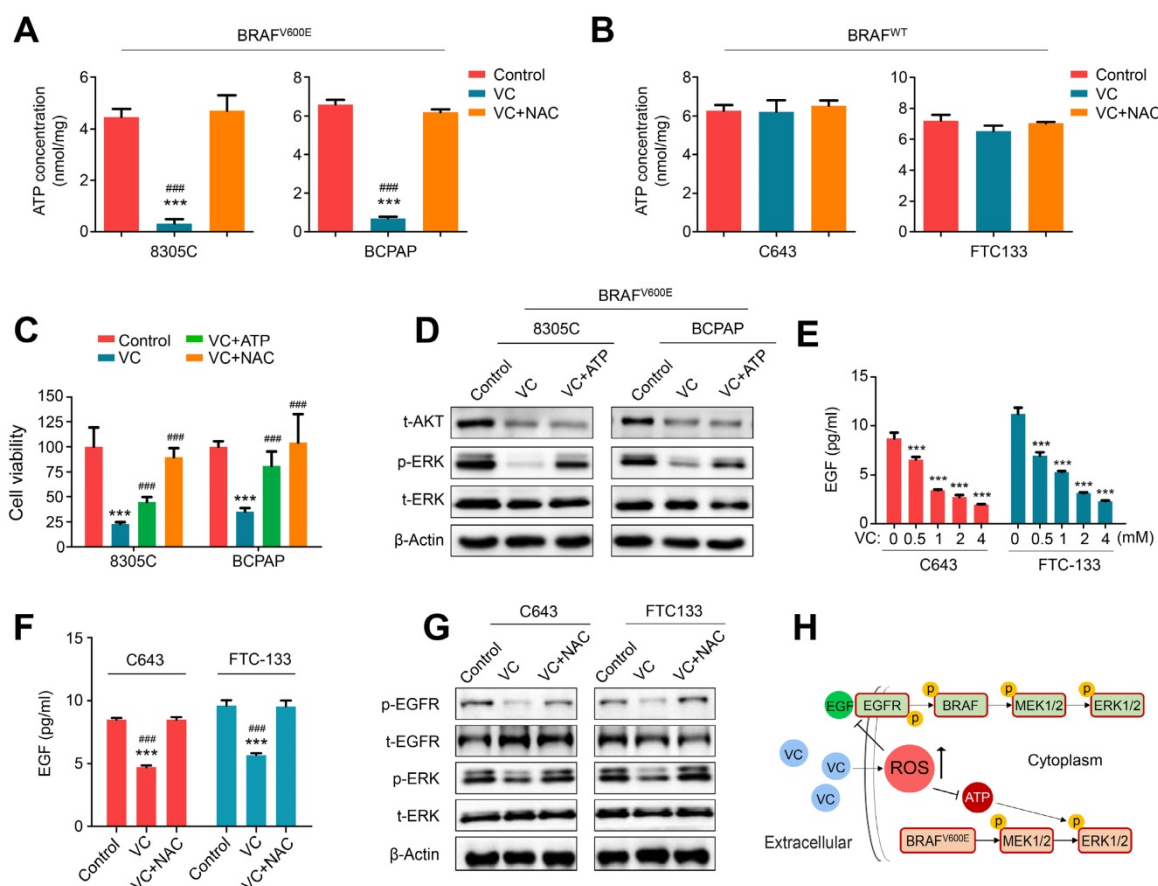 A
BRAF^V600E
ATP concentration
(nmol/mg)
6
4
2
0
###
***
8305C
8
6
4
2
0
###
***
BCPAP
Control
VC
VC+NAC
B
BRAF^WT
ATP concentration
(nmol/mg)
8
6
4
2
0
C643
10
8
6
4
2
0
FTC133
Control
VC
VC+NAC
C
Control
VC
VC+ATP
VC+NAC
Cell viability
150
125
100
75
50
25
0
***
###
###
***
###
###
8305C
BCPAP
D
BRAF^V600E
8305C
BCPAP
Control
VC
VC+ATP
Control
VC
VC+ATP
t-AKT
p-ERK
t-ERK
β-Actin
E
EGF (pg/ml)
15
10
5
0
***
***
***
***
***
***
***
***
VC: 0 0.5 1 2 4 0 0.5 1 2 4 (mM)
C643
FTC-133
F
C643
FTC-133
EGF (pg/ml)
15
10
5
0
###
***
###
***
Control
VC
VC+NAC
Control
VC
VC+NAC
G
C643
FTC133
Control
VC
VC+NAC
Control
VC
VC+NAC
p-EGFR
t-EGFR
p-ERK
t-ERK
β-Actin
H
p
p
p
EGF
EGFR
BRAF
MEK1/2
ERK1/2
p
VC
VC
VC
ROS
Cytoplasm
ATP
p
p
Extracellular
BRAF^V600E
MEK1/2
ERK1/2